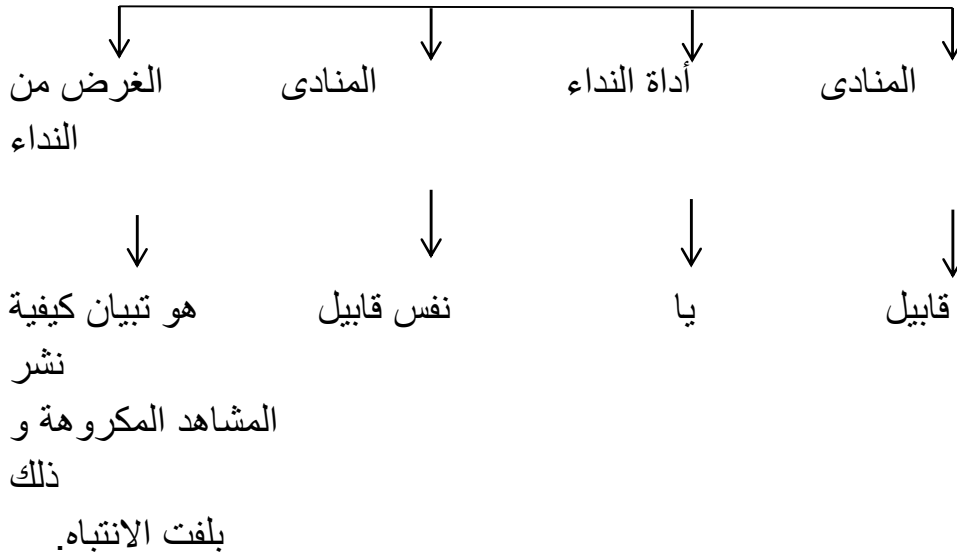 المنادى أداة النداء المنادى الغرض من
النداء
قابيل يا نفس قابيل هو تبيان كيفية
نشر
المشاهد المكروهة و
ذلك
بلفت الانتباه.